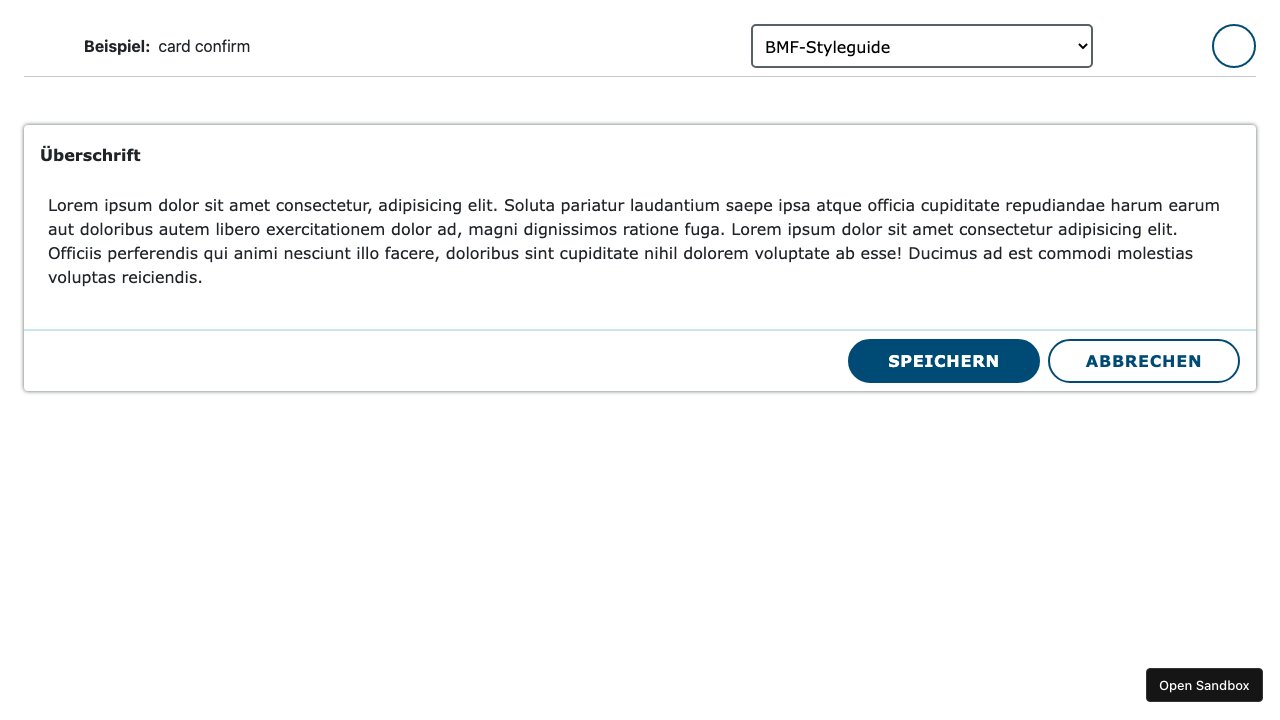 Beispiel: card confirm
BMF-Styleguide
Überschrift
Lorem ipsum dolor sit amet consectetur, adipisicing elit. Soluta pariatur laudantium saepe ipsa atque officia cupiditate repudiandae harum earum
aut doloribus autem libero exercitationem dolor ad, magni dignissimos ratione fuga. Lorem ipsum dolor sit amet consectetur adipisicing elit.
Officiis perferendis qui animi nesciunt illo facere, doloribus sint cupiditate nihil dolorem voluptate ab esse! Ducimus ad est commodi molestias
voluptas reiciendis.
SPEICHERN
ABBRECHEN
Open Sandbox